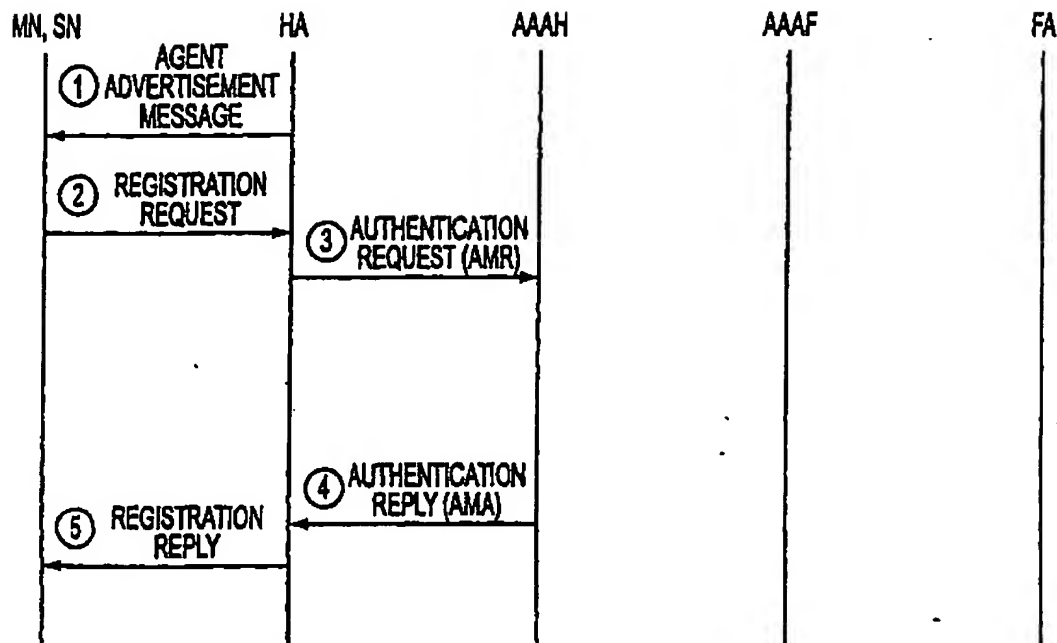 MN, SN HA AAAH AAAF FA
① AGENT
ADVERTISEMENT
MESSAGE
② REGISTRATION
REQUEST
③ AUTHENTICATION
REQUEST (AMR)
④ AUTHENTICATION
REPLY (AMA)
⑤ REGISTRATION
REPLY